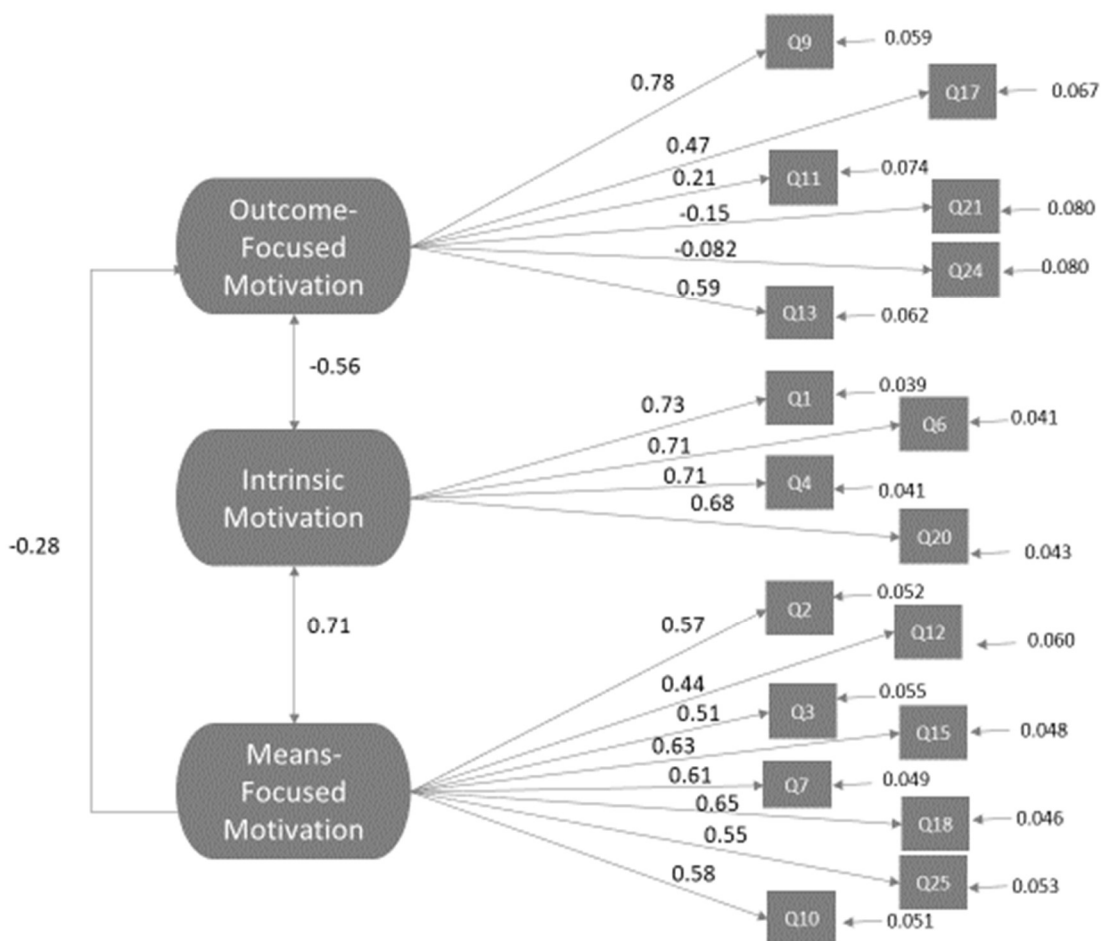 Q9
0.059
0.78
Q17
0.067
0.47
Q11
0.074
0.21
Q21
0.080
-0.15
Q24
0.080
-0.082
0.59
Q13
0.062
Outcome-
Focused
Motivation
-0.56
Q1
0.039
0.73
Q6
0.041
0.71
Q4
0.041
0.71
0.68
Q20
0.043
Intrinsic
Motivation
-0.28
0.71
Q2
0.052
0.57
Q12
0.060
0.44
Q3
0.055
0.51
Q15
0.048
0.63
Q7
0.049
0.61
Q18
0.046
0.65
Q25
0.053
0.55
0.58
Q10
0.051
Means-
Focused
Motivation